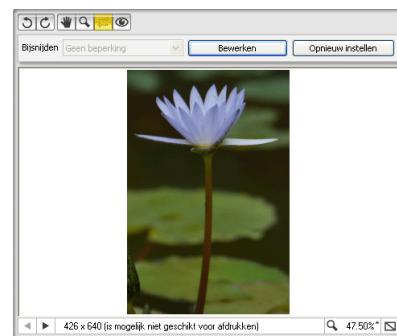 Bijsnijden Geen beperking Bewerken Opnieuw instellen
426 x 640 (is mogelijk niet geschikt voor afdrukken) 47.50%*